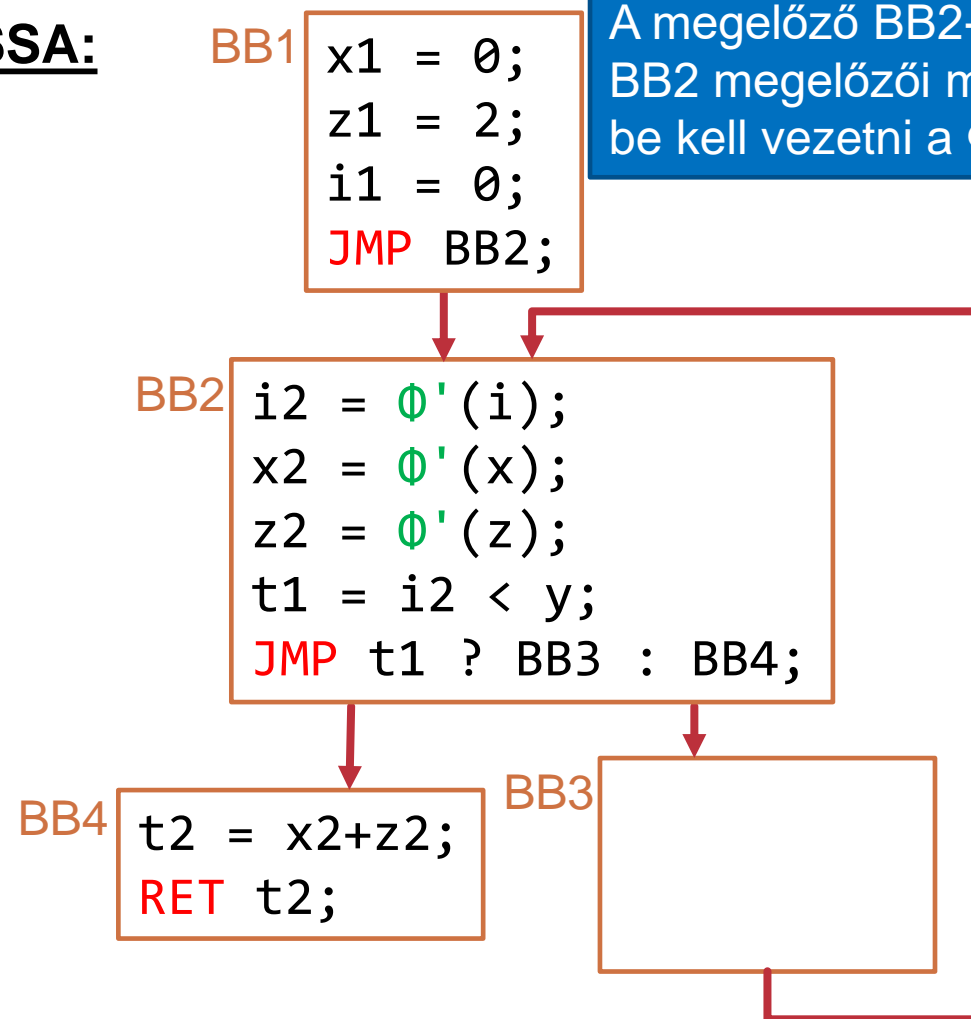 SSA:
BB1
x1 = 0;
z1 = 2;
i1 = 0;
JMP BB2;
A megelőző BB2-
BB2 megelőzői
be kell vezetni a
BB2
i2 = Φ'(i);
x2 = Φ'(x);
z2 = Φ'(z);
t1 = i2 < y;
JMP t1 ? BB3 : BB4;
BB4
t2 = x2+z2;
RET t2;
BB3